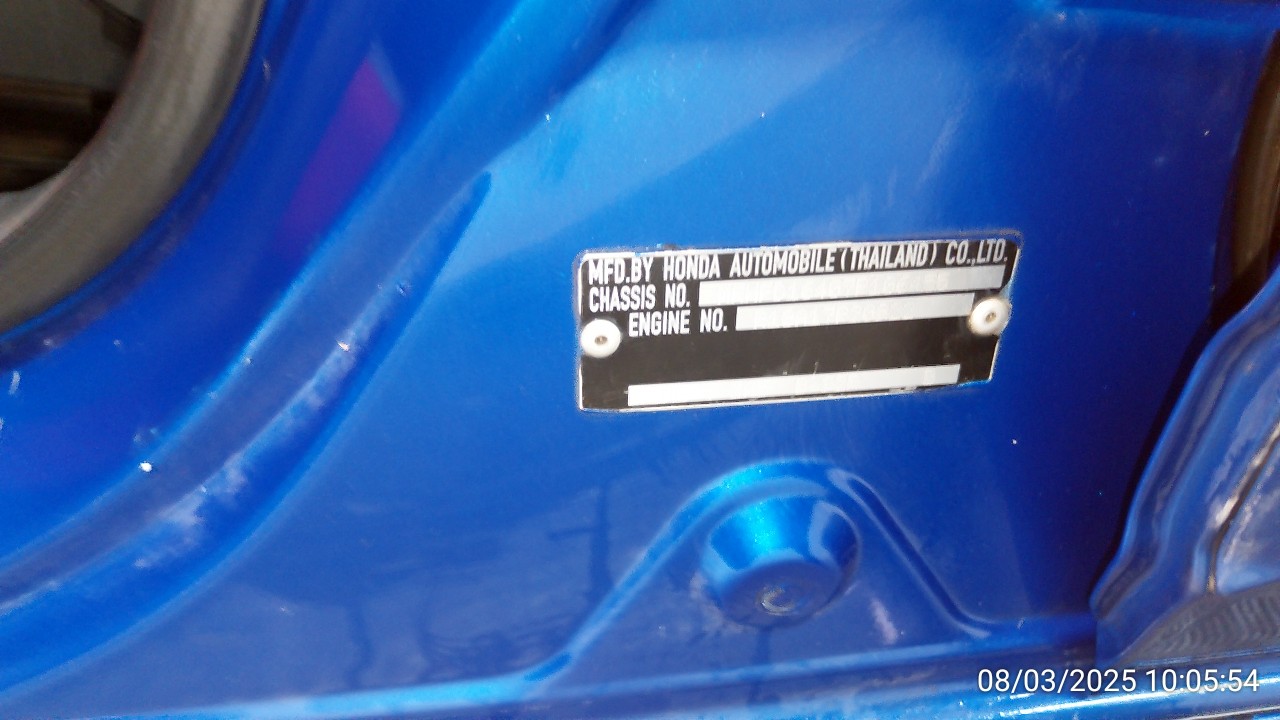 MFD.BY HONDA AUTOMOBILE (THAILAND) CO.,LTD.
CHASSIS NO.
ENGINE NO.
08/03/2025 10:05:54